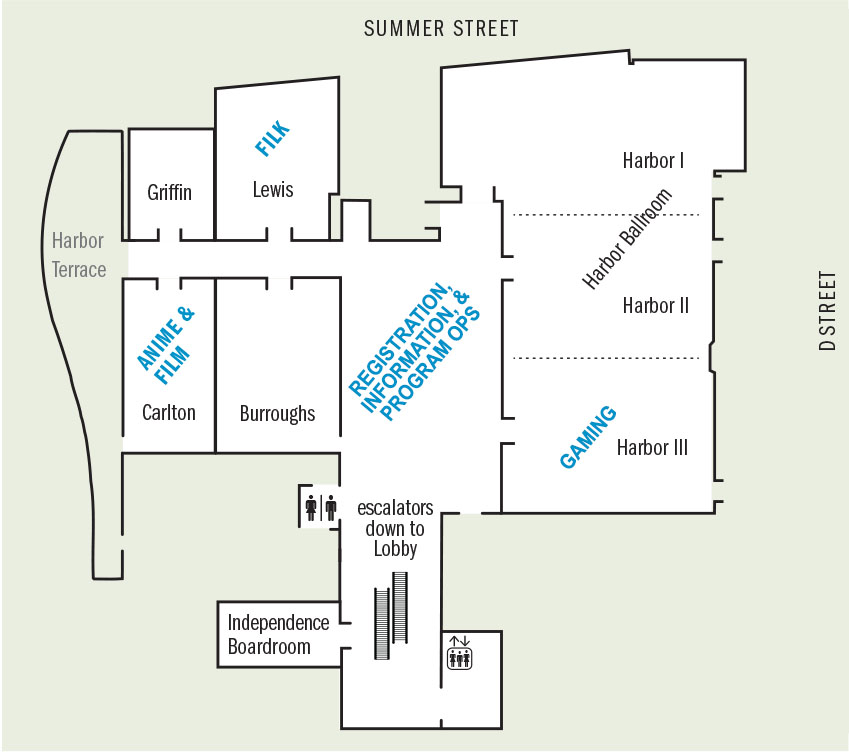 SUMMER STREET
FILK
Griffin
Lewis
Harbor I
Harbor Ballroom
Harbor
Terrace
D STREET
Harbor II
REGISTRATION,
INFORMATION, &
PROGRAM OPS
ANIME &
FILM
Carlton
Burroughs
GAMING
Harbor III
escalators
down to
Lobby
Independence
Boardroom